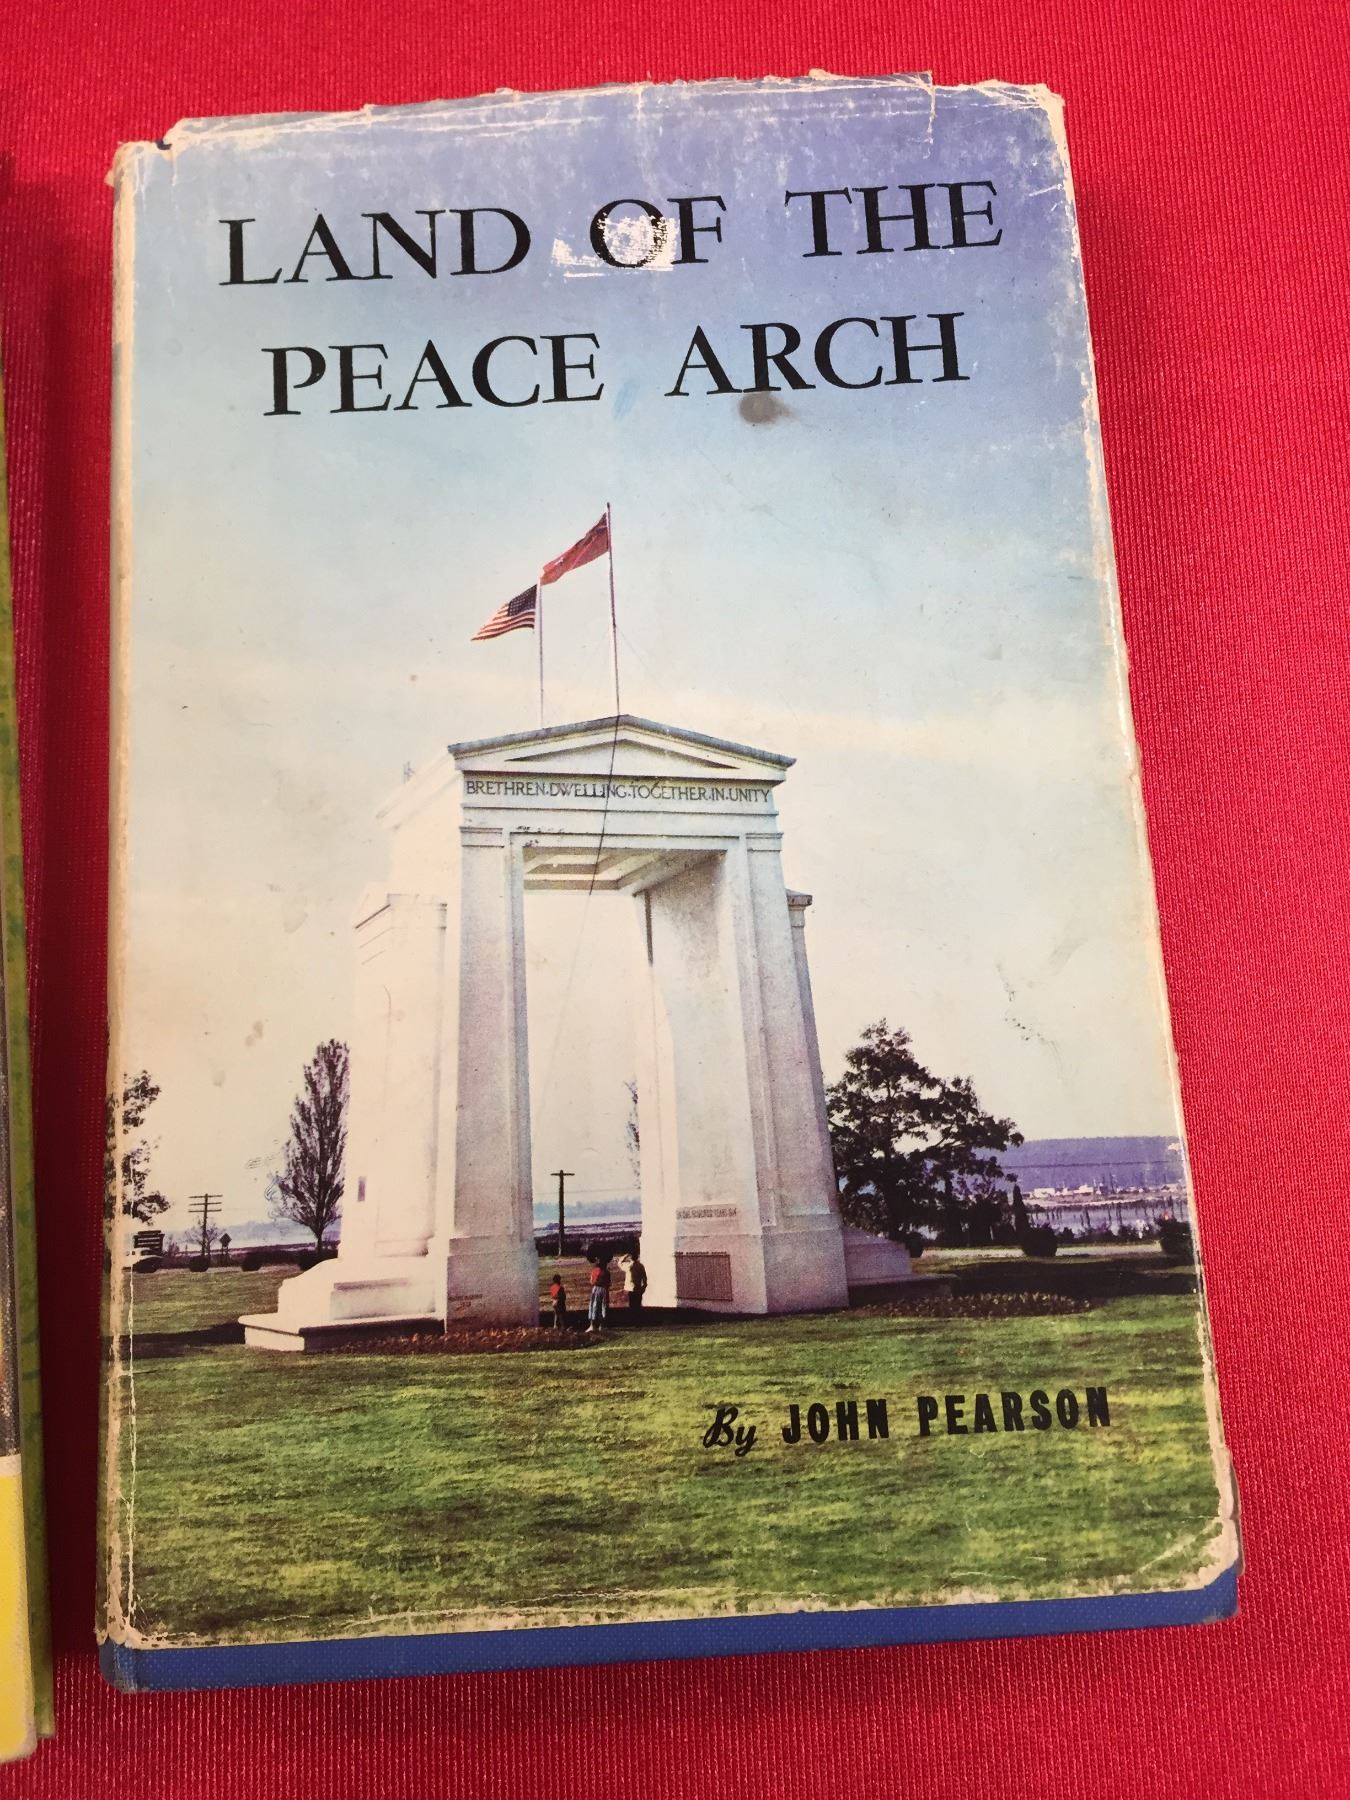 LAND OF THE
PEACE ARCH
BRETHREN·DWELLING·TOGETHER·IN·UNITY
By JOHN PEARSON